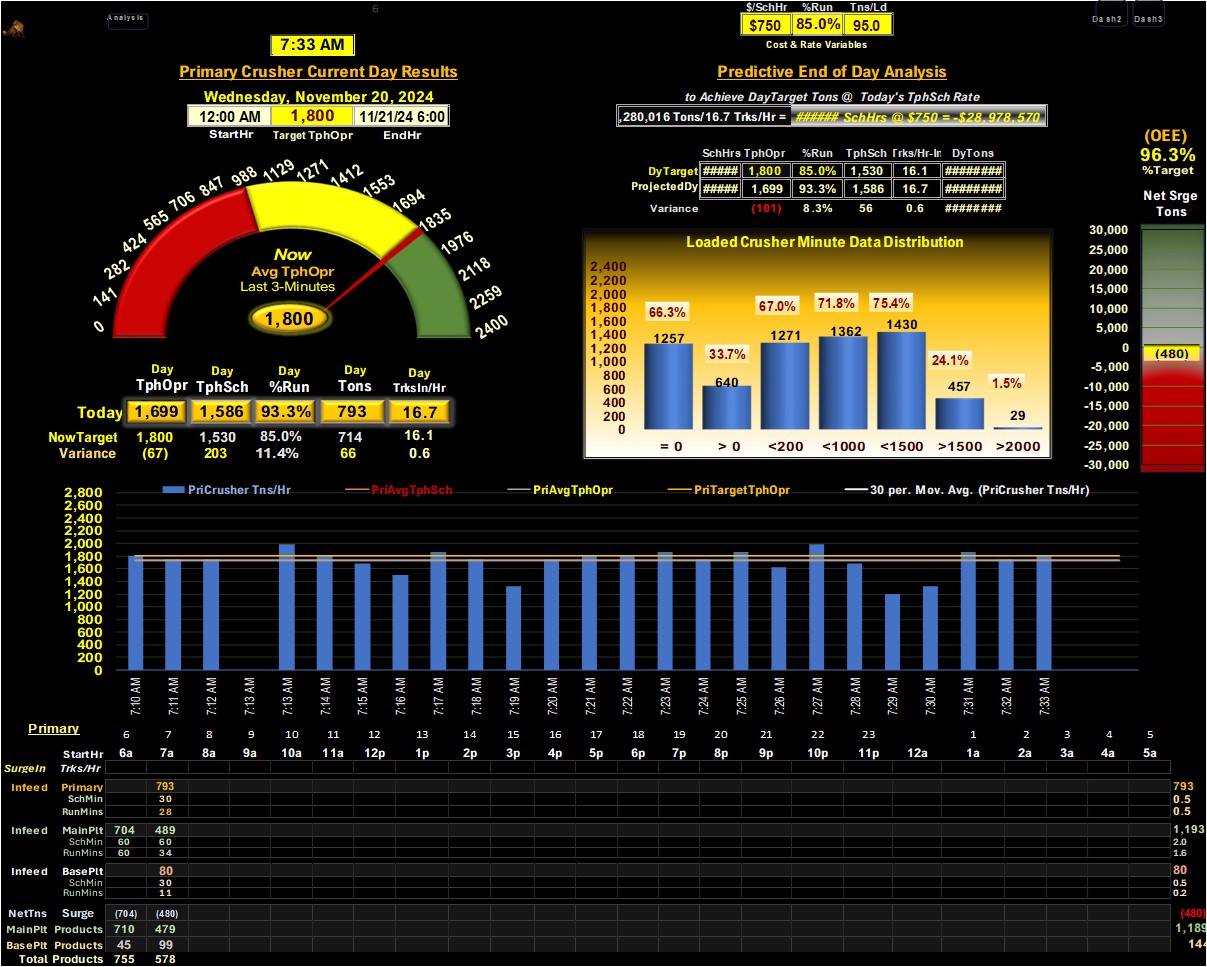 6
Analysis
$/SchHr %Run Tns/Ld
$750 85.0% 95.0
Cost & Rate Variables
Dash2 Dash3
7:33 AM
Primary Crusher Current Day Results
Wednesday, November 20, 2024
12:00 AM 1,800 11/21/24 6:00
StartHr Target TphOpr EndHr
0 141 282 424 565 706 847 988 1129 1271 1412 1553 1694 1835 1976 2118 2259 2400
Now
Avg TphOpr
Last 3-Minutes
1,800
Day Day Day Day Day
TphOpr TphSch %Run Tons TrksIn/Hr
Today 1,699 1,586 93.3% 793 16.7
NowTarget 1,800 1,530 85.0% 714 16.1
Variance (67) 203 11.4% 66 0.6
Predictive End of Day Analysis
to Achieve DayTarget Tons @ Today's TphSch Rate
,280,016 Tons/16.7 Trks/Hr = ###### SchHrs @ $750 = -$28,978,570
SchHrs TphOpr %Run TphSch Trks/Hr-In DyTons
DyTarget ##### 1,800 85.0% 1,530 16.1 ########
ProjectedDy ##### 1,699 93.3% 1,586 16.7 ########
Variance (101) 8.3% 56 0.6 ########
Loaded Crusher Minute Data Distribution
2,400
2,200
2,000
1,800
1,600
1,400
1,200
1,000
800
600
400
200
0
66.3% 33.7% 67.0% 71.8% 75.4% 24.1% 1.5%
1257 640 1271 1362 1430 457 29
= 0 > 0 <200 <1000 <1500 >1500 >2000
(OEE)
96.3%
%Target
Net Srge
Tons
30,000
25,000
20,000
15,000
10,000
5,000
0
-5,000
-10,000
-15,000
-20,000
-25,000
-30,000
(480)
PriCrusher Tns/Hr PriAvgTphSch PriAvgTphOpr PriTargetTphOpr 30 per. Mov. Avg. (PriCrusher Tns/Hr)
2,800
2,600
2,400
2,200
2,000
1,800
1,600
1,400
1,200
1,000
800
600
400
200
0
7:10 AM 7:11 AM 7:12 AM 7:13 AM 7:13 AM 7:14 AM 7:15 AM 7:16 AM 7:17 AM 7:18 AM 7:19 AM 7:20 AM 7:21 AM 7:22 AM 7:23 AM 7:24 AM 7:25 AM 7:26 AM 7:27 AM 7:28 AM 7:29 AM 7:30 AM 7:31 AM 7:32 AM 7:33 AM
Primary 6 7 8 9 10 11 12 13 14 15 16 17 18 19 20 21 22 23 1 2 3 4 5
StartHr 6a 7a 8a 9a 10a 11a 12p 1p 2p 3p 4p 5p 6p 7p 8p 9p 10p 11p 12a 1a 2a 3a 4a 5a
SurgeIn Trks/Hr
Infeed Primary 793 793
SchMin 30 0.5
RunMins 28 0.5
Infeed MainPlt 704 489 1,193
SchMin 60 60 2.0
RunMins 60 34 1.6
Infeed BasePlt 80 80
SchMin 30 0.5
RunMins 11 0.2
NetTns Surge (704) (480) (480)
MainPlt Products 710 479 1,189
BasePlt Products 45 99 144
Total Products 755 578